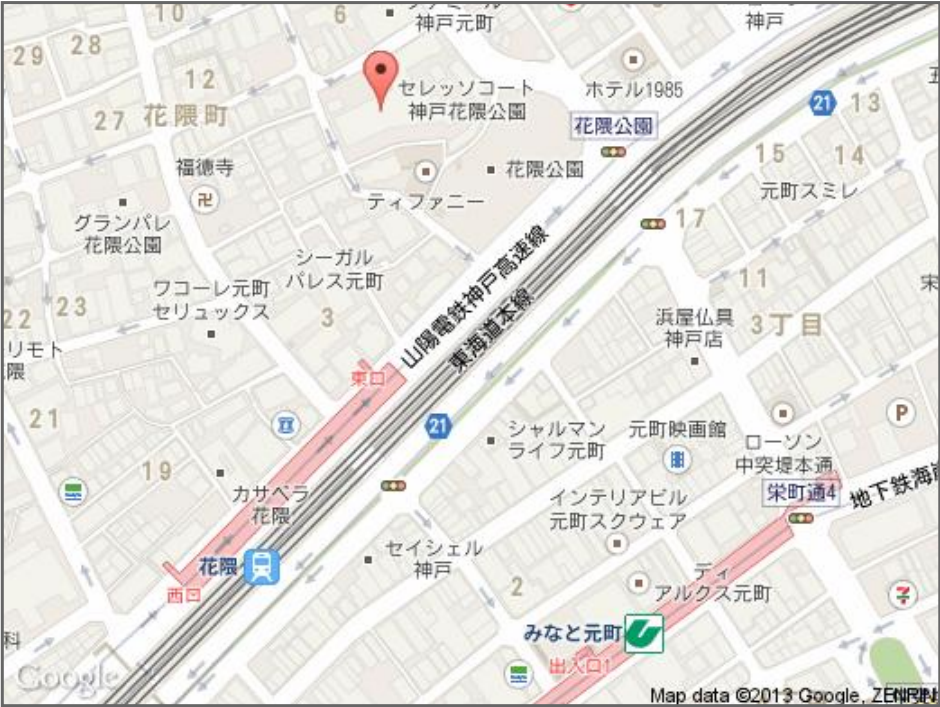 10
6
神戸元町
神戸
29
28
12
27
花隈町
セレッソコート
神戸花隈公園
ホテル1985
花隈公園
21
13
15
14
福徳寺
卍
花隈公園
ティファニー
元町スミレ
17
グランパレ
花隈公園
シーガル
パレス元町
山陽電鉄神戸高速線
東海道本線
11
宋
ワコーレ元町
セリュックス
22
23
3
浜屋仏具
神戸店
3丁目
リモト
隈
東口
21
21
シャルマン
ライフ元町
元町映画館
ローソン
中突堤本通
P
19
カサベラ
花隈
インテリアビル
元町スクウェア
栄町通4
地下鉄海
花隈
西口
セイシェル
神戸
2
ディ
アルクス元町
みなと元町
出入口1
科
Google
Map data ©2013 Google, ZENRIN